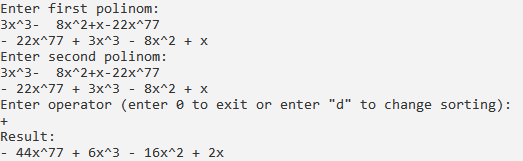 Enter first polinom:
3x^3-  8x^2+x-22x^77
- 22x^77 + 3x^3 - 8x^2 + x
Enter second polinom:
3x^3-  8x^2+x-22x^77
- 22x^77 + 3x^3 - 8x^2 + x
Enter operator (enter 0 to exit or enter "d" to change sorting):
+
Result:
- 44x^77 + 6x^3 - 16x^2 + 2x